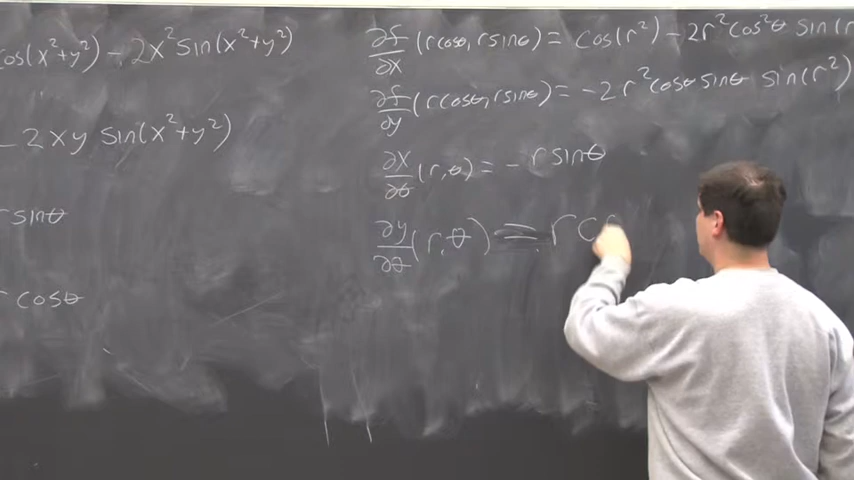 cos(x²+y²) - 2x² sin(x²+y²)
- 2xy sin(x²+y²)
r sinθ
r cosθ
∂f/∂x (r cosθ, r sinθ) = cos(r²) - 2r² cos²θ sin(r
∂f/∂y (r cosθ, r sinθ) = -2r² cosθ sinθ sin(r²)
∂x/∂θ (r, θ) = - r sinθ
∂y/∂θ (r, θ) = r co